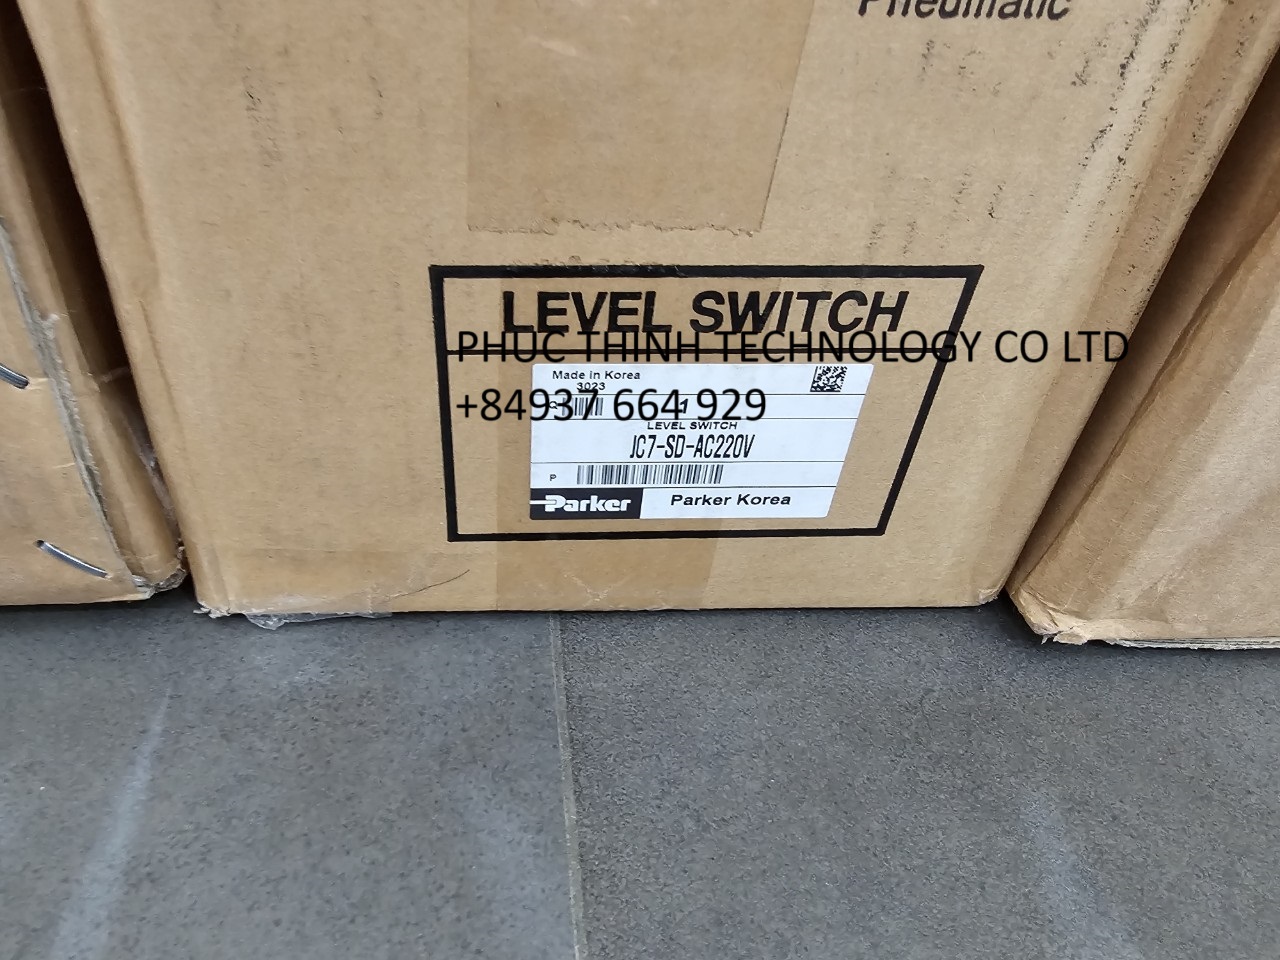 Pneumatic
LEVEL SWITCH
PHUC THINH TECHNOLOGY CO LTD
Made in Korea
3023
+84937 664 929
Q 1
LEVEL SWITCH
JC7-SD-AC220V
P
Parker
Parker Korea